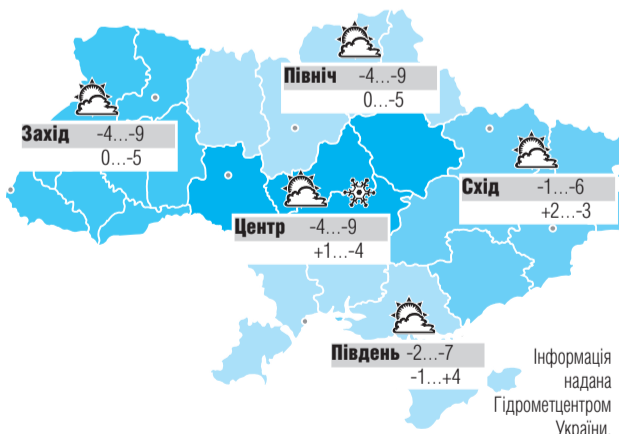 Північ -4...-9
0...-5
Захід -4...-9
0...-5
Схід -1...-6
+2...-3
Центр -4...-9
+1...-4
Південь -2...-7
-1...+4
Інформація
надана
Гідрометцентром
України.